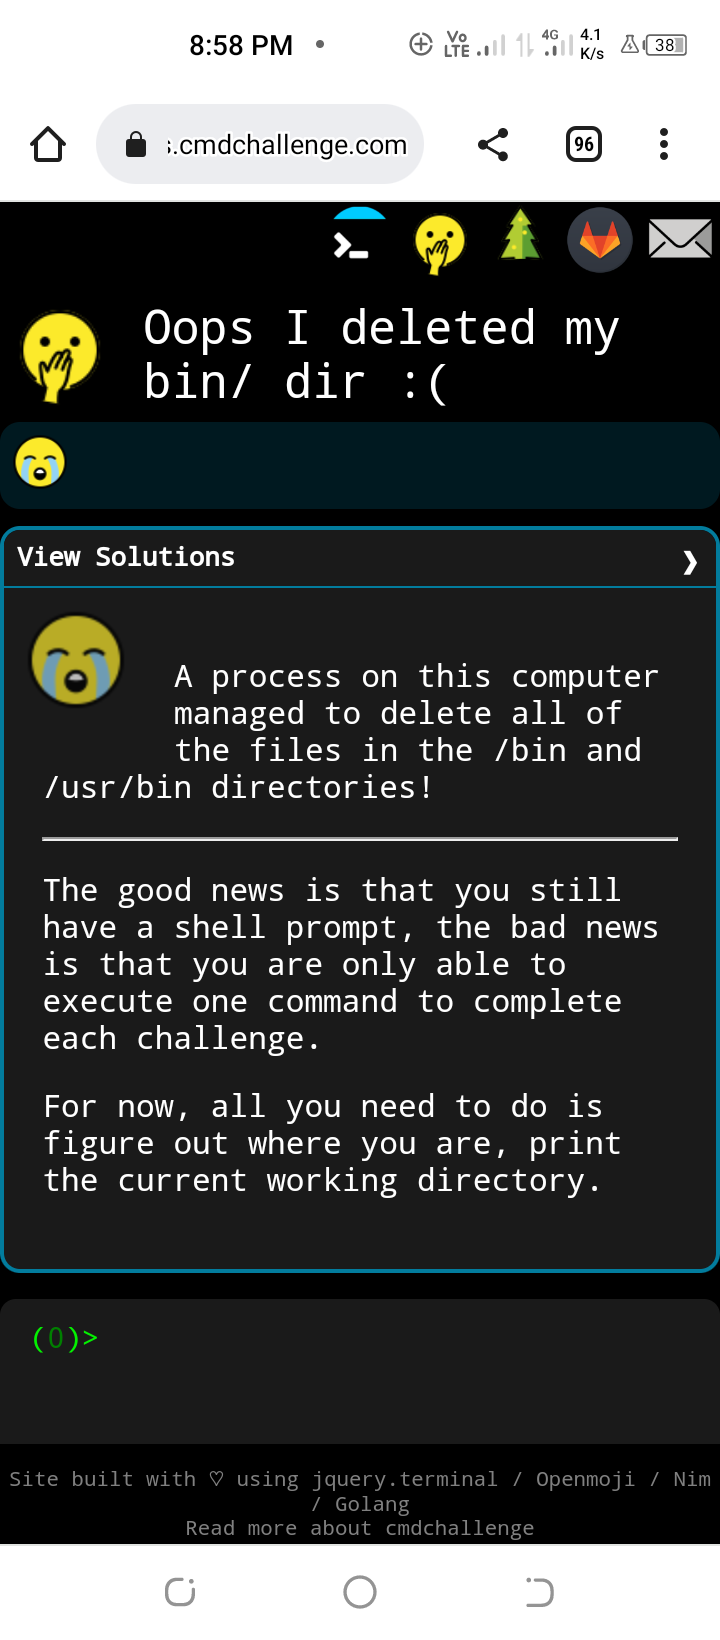 8:58 PM
Vo
LTE
4G
4.1
K/s
38
s.cmdchallenge.com
96
Oops I deleted my
bin/ dir :(
View Solutions
A process on this computer
managed to delete all of
the files in the /bin and
/usr/bin directories!
The good news is that you still
have a shell prompt, the bad news
is that you are only able to
execute one command to complete
each challenge.
For now, all you need to do is
figure out where you are, print
the current working directory.
(0)>
Site built with ♡ using jquery.terminal / Openmoji / Nim
/ Golang
Read more about cmdchallenge